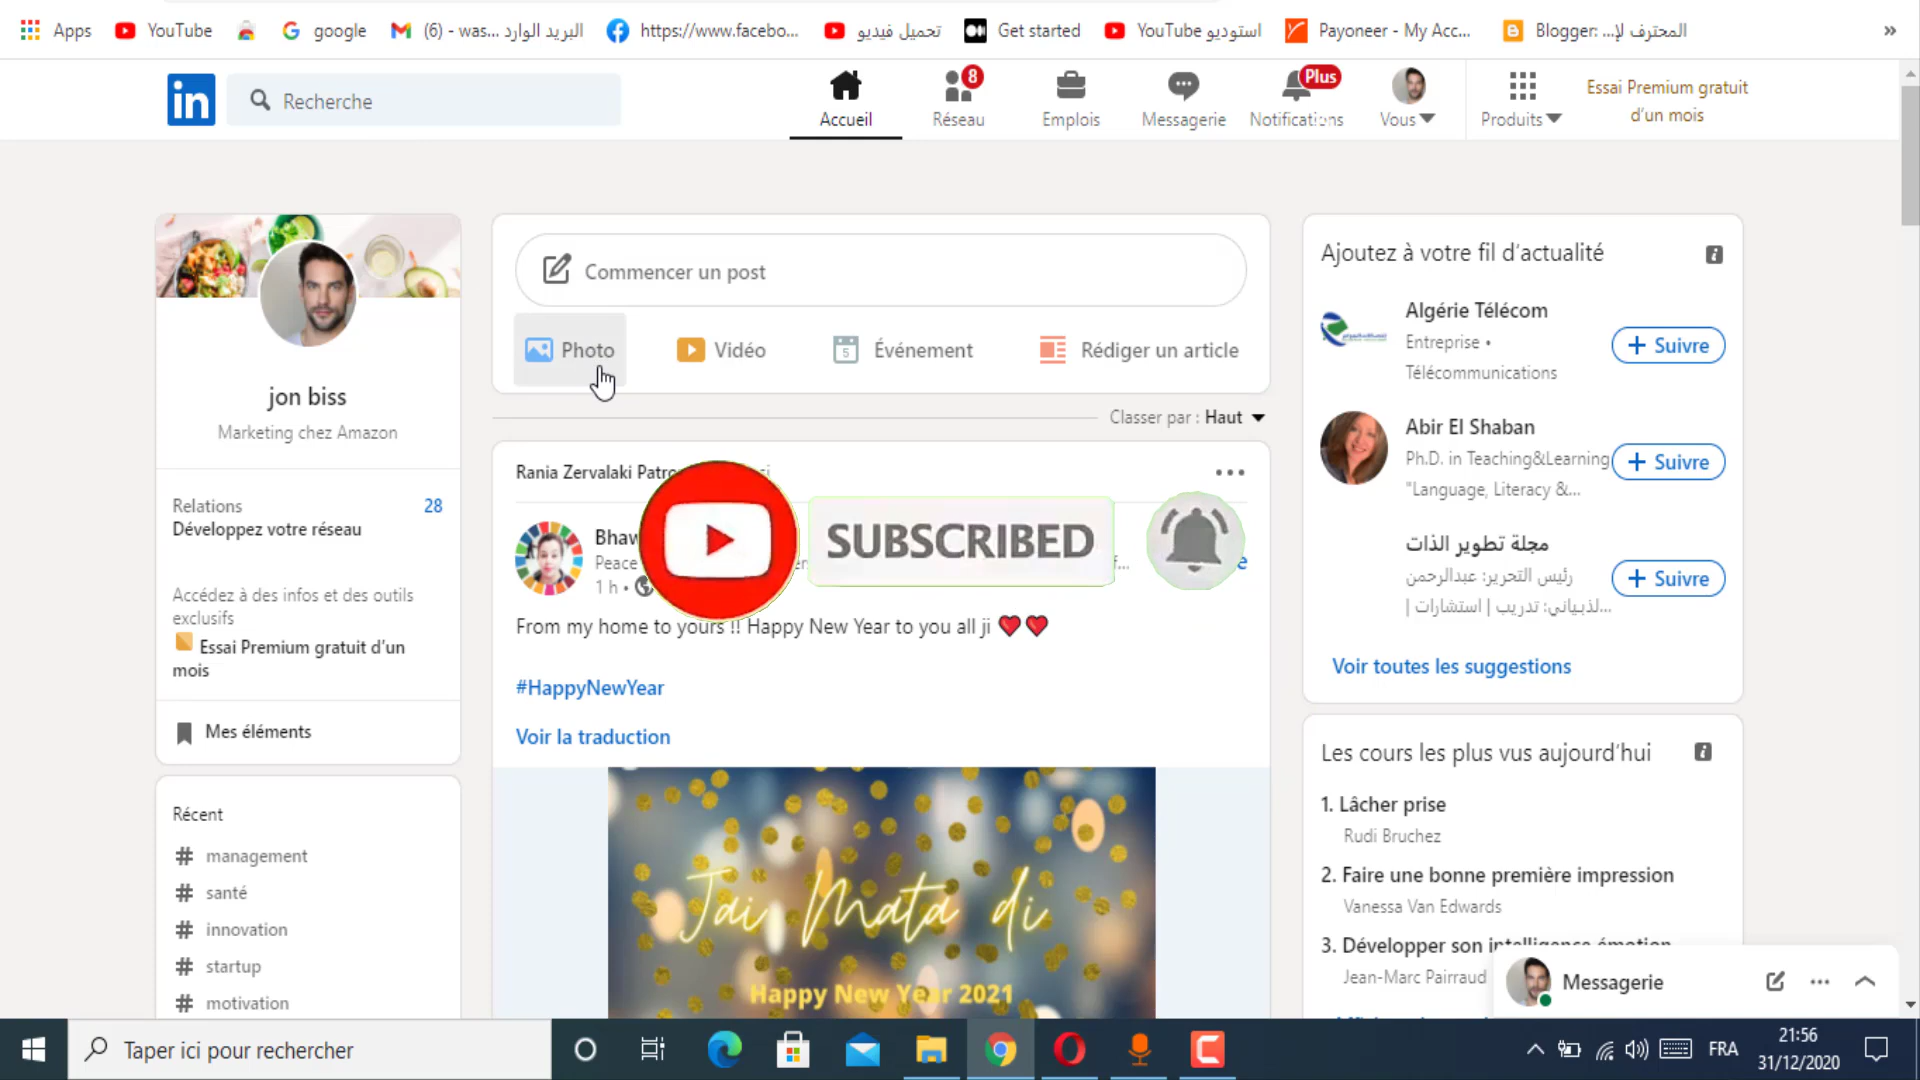 Apps
YouTube
google
(6) - was... البريد الوارد
https://www.facebo...
تحميل فيديو
Get started
YouTube استوديو
Payoneer - My Acc...
Blogger: ...المحترف لإ
»
in
Recherche
Accueil
8
Réseau
Emplois
Messagerie
Plus
Notifications
Vous
Produits
Essai Premium gratuit
d'un mois
jon biss
Marketing chez Amazon
Relations
28
Développez votre réseau
Accédez à des infos et des outils
exclusifs
Essai Premium gratuit d'un
mois
Mes éléments
Récent
# management
# santé
# innovation
# startup
# motivation
Commencer un post
Photo
Vidéo
5
Événement
Rédiger un article
Classer par : Haut
Rania Zervalaki
Peace
1 h •
SUBSCRIBED
From my home to yours !! Happy New Year to you all ji
#HappyNewYear
Voir la traduction
Jai Mata di
Happy New Year 2021
Ajoutez à votre fil d'actualité
Algérie Télécom
Entreprise •
Télécommunications
+ Suivre
Abir El Shaban
Ph.D. in Teaching&Learning
"Language, Literacy &...
+ Suivre
مجلة تطوير الذات
رئيس التحرير: عبدالرحمن
الذبياني: تدريب | استشارات |...
+ Suivre
Voir toutes les suggestions
Les cours les plus vus aujourd'hui
1. Lâcher prise
Rudi Bruchez
2. Faire une bonne première impression
Vanessa Van Edwards
3. Développer son intelligence émotion
Jean-Marc Pairraud
Messagerie
Taper ici pour rechercher
FRA
21:56
31/12/2020